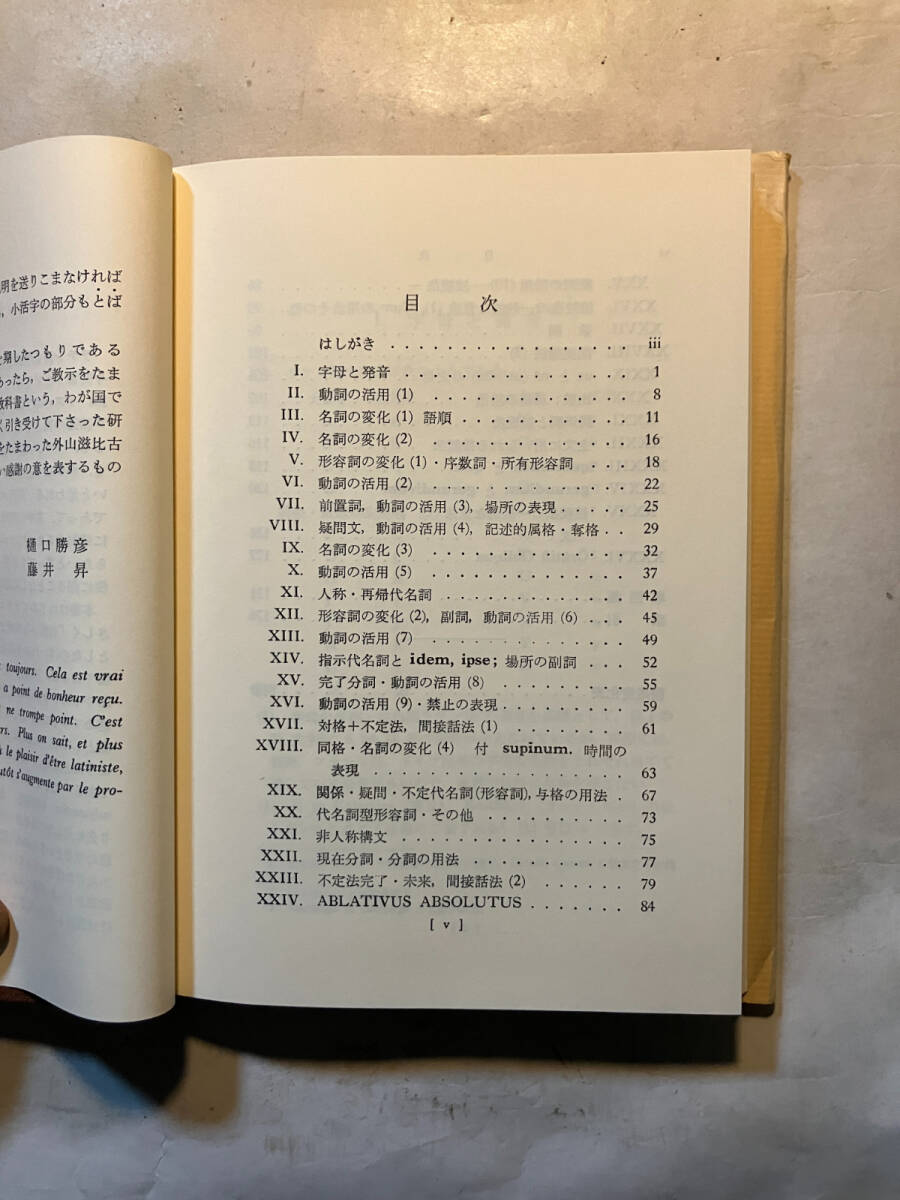 明を送りこまなければ
小活字の部分もとば
を期したつもりである
あったら，ご教示をたま
教科書という，わが国で
く引き受けて下さった研
をたまわった外山滋比古
い感謝の意を表するもの
樋口勝彦
藤井 昇
toujours. Cela est vrai
a point de bonheur reçu.
ne trompe point. C'est
rs. Plus on sait, et plus
le plaisir d'être latiniste,
utôt s'augmente par le pro-
目 次
はしがき . . . . . . . . . . . . . . . . . iii
I. 字母と発音 . . . . . . . . . . . . . . . . 1
II. 動詞の活用 (1) . . . . . . . . . . . . . . . 8
III. 名詞の変化 (1) 語順 . . . . . . . . . . . . . 11
IV. 名詞の変化 (2) . . . . . . . . . . . . . . . 16
V. 形容詞の変化 (1)・序数詞・所有形容詞 . . . . . 18
VI. 動詞の活用 (2) . . . . . . . . . . . . . . . 22
VII. 前置詞, 動詞の活用 (3), 場所の表現 . . . . . . 25
VIII. 疑問文, 動詞の活用 (4), 記述的属格・奪格 . . 29
IX. 名詞の変化 (3) . . . . . . . . . . . . . . . 32
X. 動詞の活用 (5) . . . . . . . . . . . . . . . 37
XI. 人称・再帰代名詞 . . . . . . . . . . . . . . 42
XII. 形容詞の変化 (2), 副詞, 動詞の活用 (6) . . . . 45
XIII. 動詞の活用 (7) . . . . . . . . . . . . . . . 49
XIV. 指示代名詞と idem, ipse; 場所の副詞 . . . . . 52
XV. 完了分詞・動詞の活用 (8) . . . . . . . . . . . 55
XVI. 動詞の活用 (9)・禁止の表現 . . . . . . . . . . 59
XVII. 対格＋不定法, 間接話法 (1) . . . . . . . . . . 61
XVIII. 同格・名詞の変化 (4) 付 supinum. 時間の
表現 . . . . . . . . . . . . . . . . . . . 63
XIX. 関係・疑問・不定代名詞(形容詞), 与格の用法 . 67
XX. 代名詞型形容詞・その他 . . . . . . . . . . . . 73
XXI. 非人称構文 . . . . . . . . . . . . . . . . 75
XXII. 現在分詞・分詞の用法 . . . . . . . . . . . . . 77
XXIII. 不定法完了・未来, 間接話法 (2) . . . . . . . . 79
XXIV. ABLATIVUS ABSOLUTUS . . . . . . . 84
[ v ]